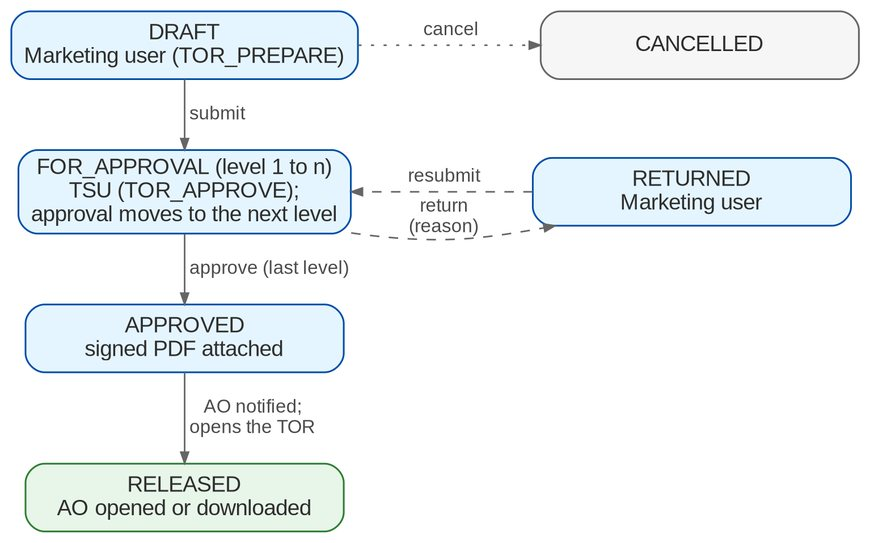 DRAFT
Marketing user (TOR_PREPARE)
cancel
CANCELLED
submit
FOR_APPROVAL (level 1 to n)
TSU (TOR_APPROVE);
approval moves to the next level
resubmit
return
(reason)
RETURNED
Marketing user
approve (last level)
APPROVED
signed PDF attached
AO notified;
opens the TOR
RELEASED
AO opened or downloaded